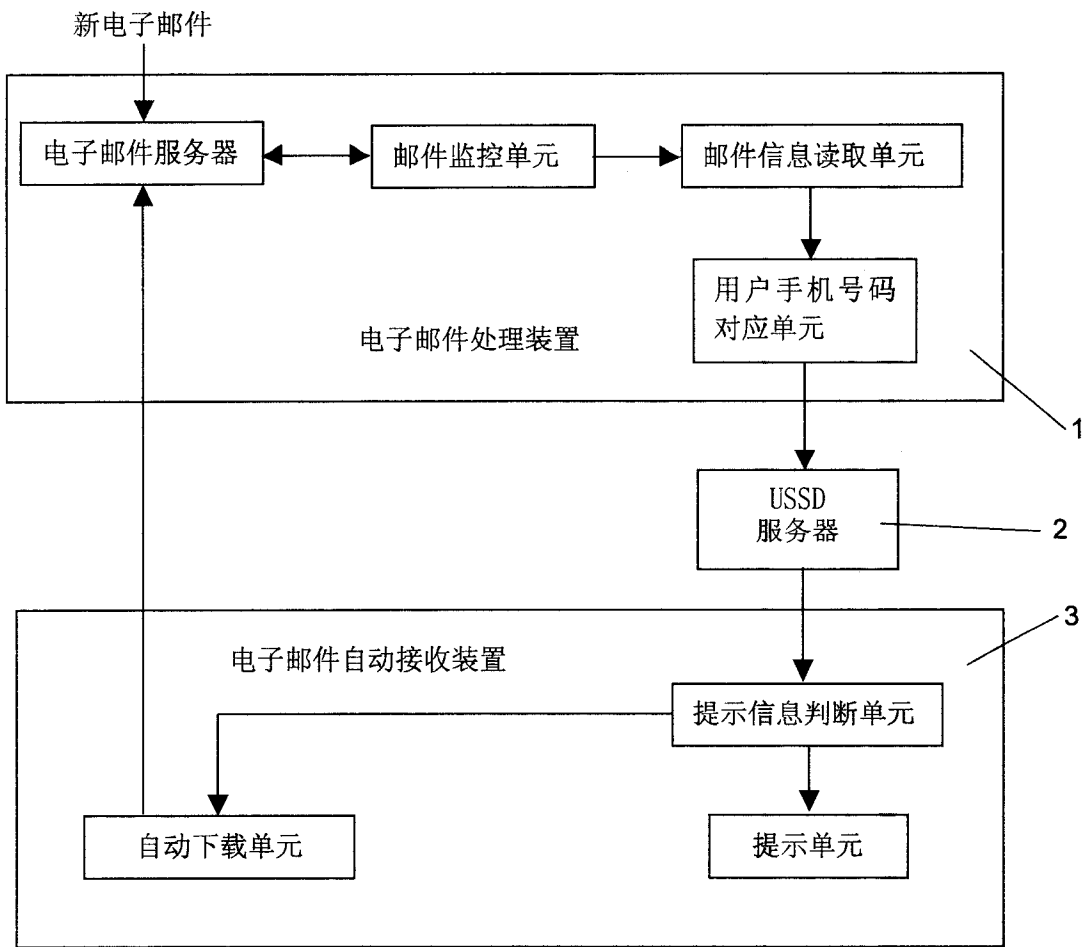 新电子邮件
电子邮件服务器
邮件监控单元
邮件信息读取单元
用户手机号码
对应单元
电子邮件处理装置
1
USSD
服务器
2
3
电子邮件自动接收装置
提示信息判断单元
自动下载单元
提示单元